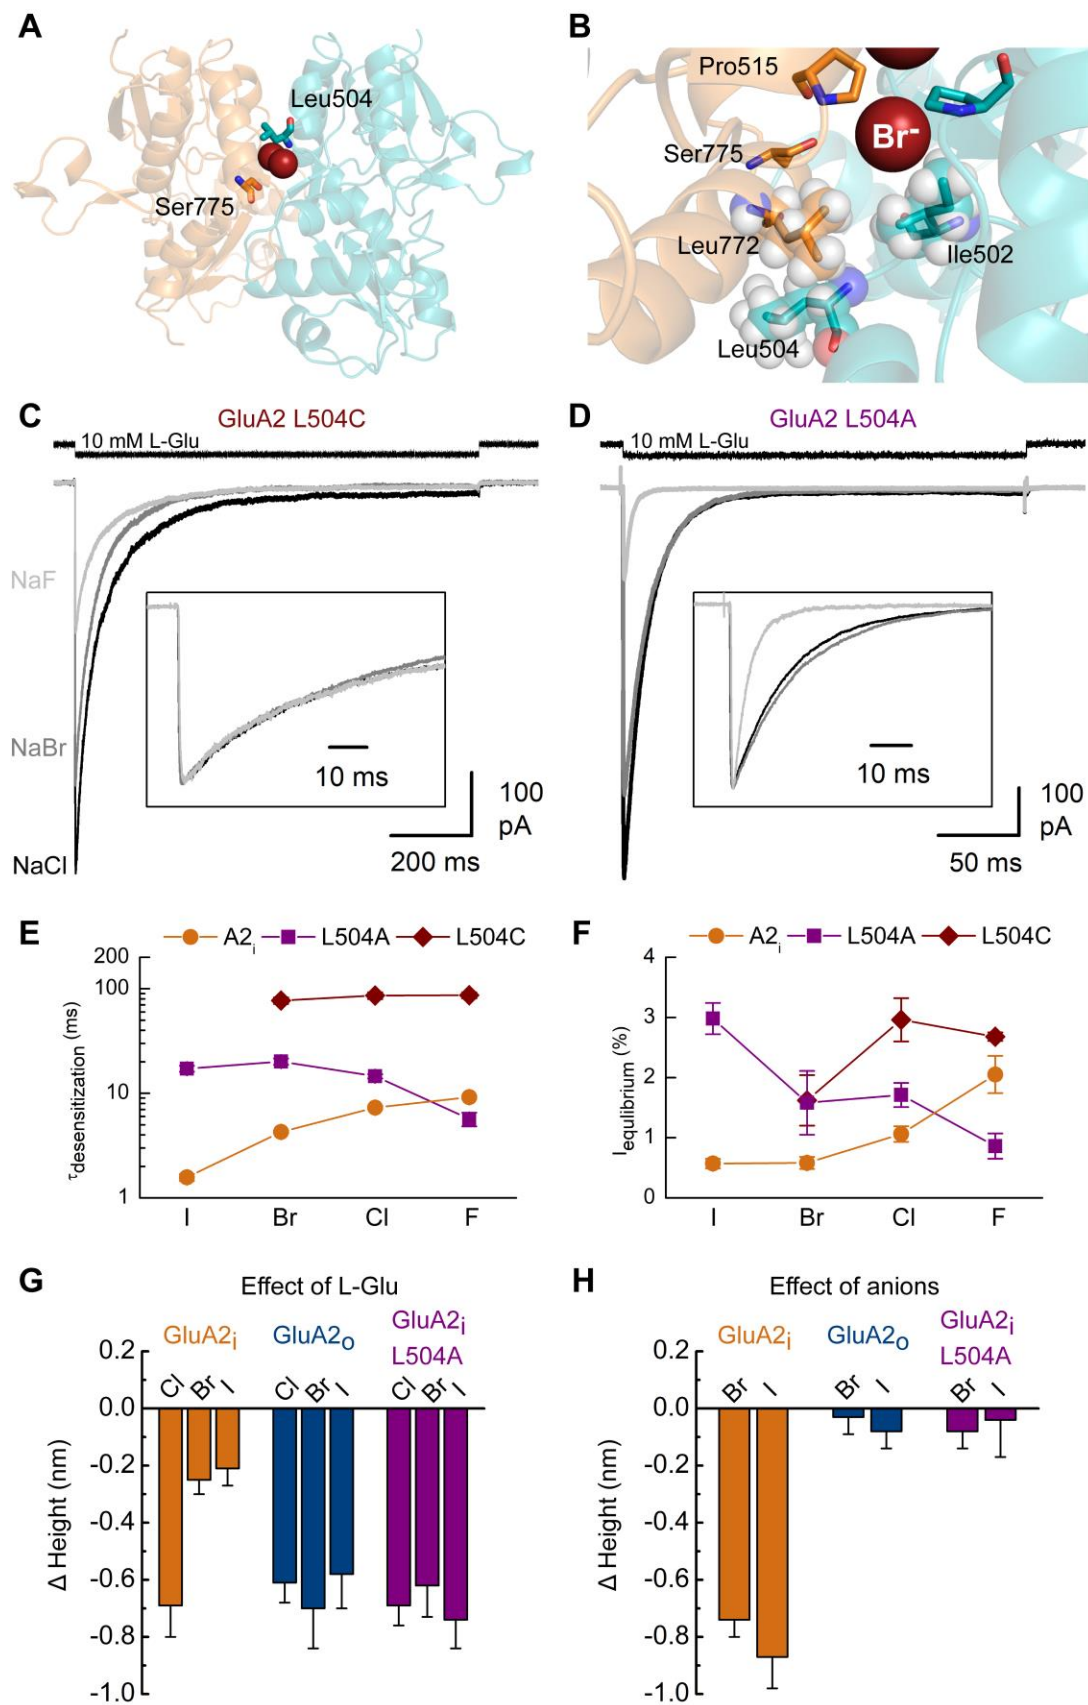 A
Leu504
Ser775
B
Pro515
Br-
Ser775
Leu772
Ile502
Leu504
C
GluA2 L504C
10 mM L-Glu
NaF
NaBr
NaCl
10 ms
100
pA
200 ms
D
GluA2 L504A
10 mM L-Glu
10 ms
100
pA
50 ms
E
A2i L504A L504C
200
100
10
1
τdesensitization (ms)
I Br Cl F
F
A2i L504A L504C
4
3
2
1
0
Iequlibrium (%)
I Br Cl F
G
Effect of L-Glu
GluA2i GluA2o GluA2i
L504A
Cl Br I Cl Br I Cl Br I
0.2
0.0
-0.2
-0.4
-0.6
-0.8
-1.0
Δ Height (nm)
H
Effect of anions
GluA2i GluA2o GluA2i
L504A
Br I Br I Br I
0.2
0.0
-0.2
-0.4
-0.6
-0.8
-1.0
Δ Height (nm)